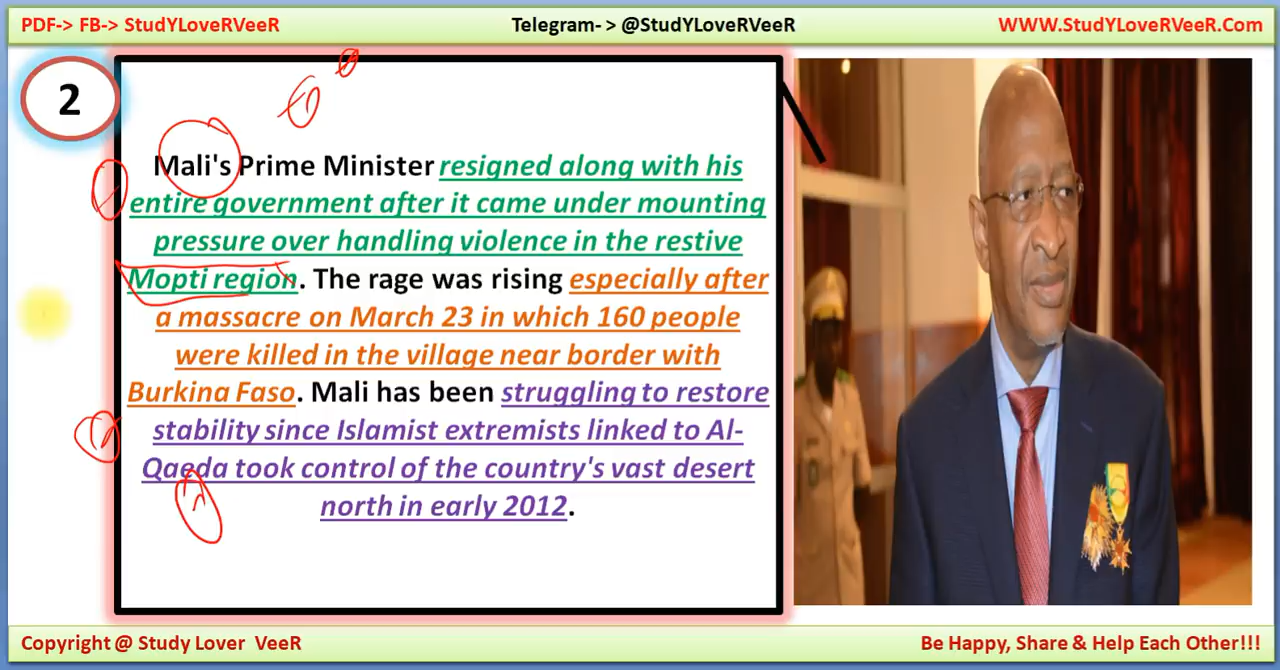 PDF-> FB-> StudYLoveRVeeR
Telegram- > @StudYLoveRVeeR
WWW.StudYLoveRVeeR.Com
2
Mali's Prime Minister resigned along with his
entire government after it came under mounting
pressure over handling violence in the restive
Mopti region. The rage was rising especially after
a massacre on March 23 in which 160 people
were killed in the village near border with
Burkina Faso. Mali has been struggling to restore
stability since Islamist extremists linked to Al-
Qaeda took control of the country's vast desert
north in early 2012.
Copyright @ Study Lover VeeR
Be Happy, Share & Help Each Other!!!